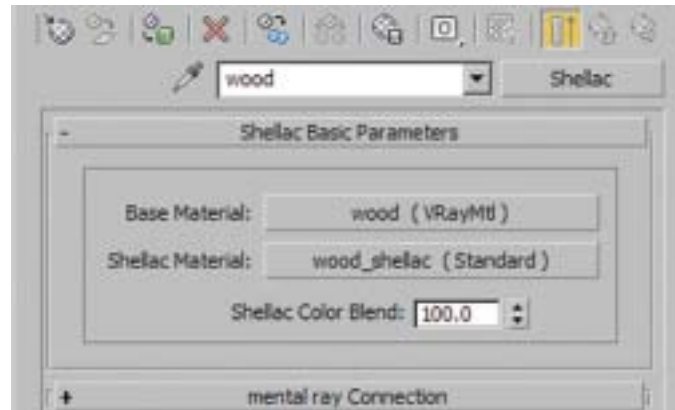 wood Shellac
- Shellac Basic Parameters
Base Material: wood ( VRayMtl )
Shellac Material: wood_shellac ( Standard )
Shellac Color Blend: 100.0
+ mental ray Connection